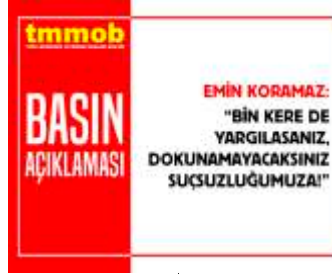 tmmob
BASIN
AÇIKLAMASI
EMİN KORAMAZ:
"BİN KERE DE
YARGILASANIZ,
DOKUNAMAYACAKSINIZ
SUÇSUZLUĞUMUZA!"